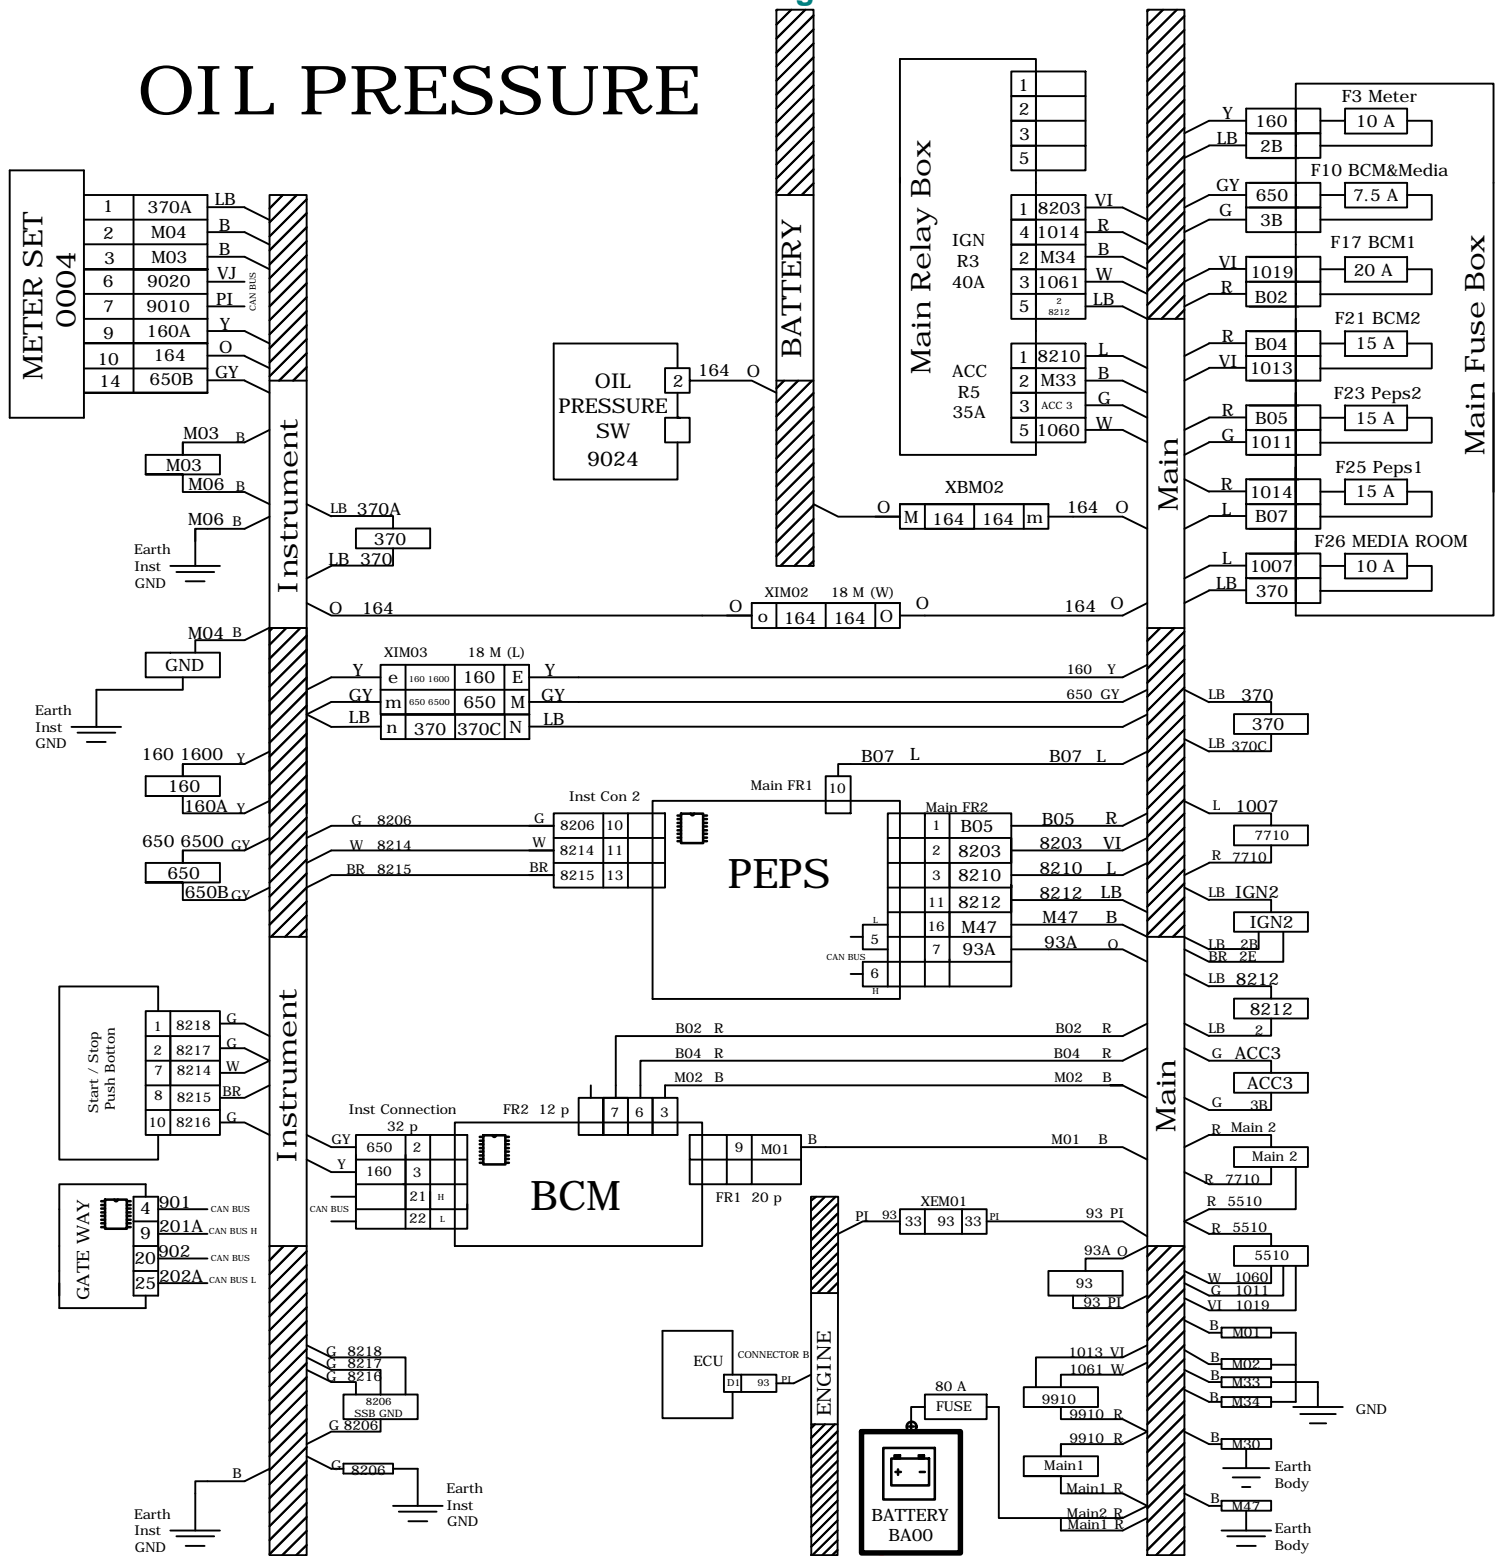 OIL PRESSURE
METER SET
0004
1 370A LB
2 M04 B
3 M03 B
6 9020 VJ
7 9010 PI
9 160A Y
10 164 O
14 650B GY
CAN BUS
M03 B
M03
M06 B
M06 B
Earth
Inst
GND
Instrument
LB 370A
370
LB 370
O 164
M04 B
GND
Earth
Inst
GND
160 1600 Y
160
160A Y
650 6500 GY
650
650B GY
OIL
PRESSURE
SW
9024
2 164 O
BATTERY
Main Relay Box
1
2
3
5
IGN
R3
40A
1 8203 VI
4 1014 R
2 M34 B
3 1061 W
5 2 8212 LB
ACC
R5
35A
1 8210 L
2 M33 B
3 ACC 3 G
5 1060 W
XBM02
O M 164 164 m 164 O
XIM02 18 M (W)
O o 164 164 O O 164 O
XIM03 18 M (L)
Y e 160 1600 160 E Y 160 Y
GY m 650 6500 650 M GY 650 GY
LB n 370 370C N LB
Main
Main Fuse Box
F3 Meter
Y 160 10 A
LB 2B
F10 BCM&Media
GY 650 7.5 A
G 3B
F17 BCM1
VI 1019 20 A
R B02
F21 BCM2
R B04 15 A
VI 1013
F23 Peps2
R B05 15 A
G 1011
F25 Peps1
R 1014 15 A
L B07
F26 MEDIA ROOM
L 1007 10 A
LB 370
B07 L B07 L
Main FR1 10
Inst Con 2
G 8206 G 8206 10
W 8214 W 8214 11
BR 8215 BR 8215 13
PEPS
Main FR2
1 B05 B05 R
2 8203 8203 VI
3 8210 8210 L
11 8212 8212 LB
16 M47 M47 B
7 93A 93A O
L
5
CAN BUS
6
H
LB 370
370
LB 370C
L 1007
7710
R 7710
LB IGN2
IGN2
LB 2B
BR 2E
LB 8212
8212
LB 2
G ACC3
ACC3
G 3B
R Main 2
Main 2
R 7710
R 5510
R 5510
5510
W 1060
G 1011
VI 1019
Start / Stop
Push Botton
1 8218 G
2 8217 G
7 8214 W
8 8215 BR
10 8216 G
Instrument
B02 R B02 R
B04 R B04 R
M02 B M02 B
FR2 12 p
7 6 3
Inst Connection
32 p
GY 650 2
Y 160 3
21 H
CAN BUS
22 L
BCM
9 M01 B M01 B
FR1 20 p
Main
GATE WAY
4 901 CAN BUS
9 201A CAN BUS H
20 902 CAN BUS
25 202A CAN BUS L
XEM01
PI 93 33 93 33 PI 93 PI
93A O
93
93 PI
ECU
CONNECTOR B
D1 93 PI
ENGINE
G 8218
G 8217
G 8216
8206
SSB GND
G 8206
G 8206
Earth
Inst
GND
B
Earth
Inst
GND
80 A
FUSE
+ -
BATTERY
BA00
1013 VI
1061 W
9910
9910 R
9910 R
Main1
Main1 R
Main2 R
Main1 R
B M01
B M02
B M33
B M34
GND
B M30
Earth
Body
B M47
Earth
Body